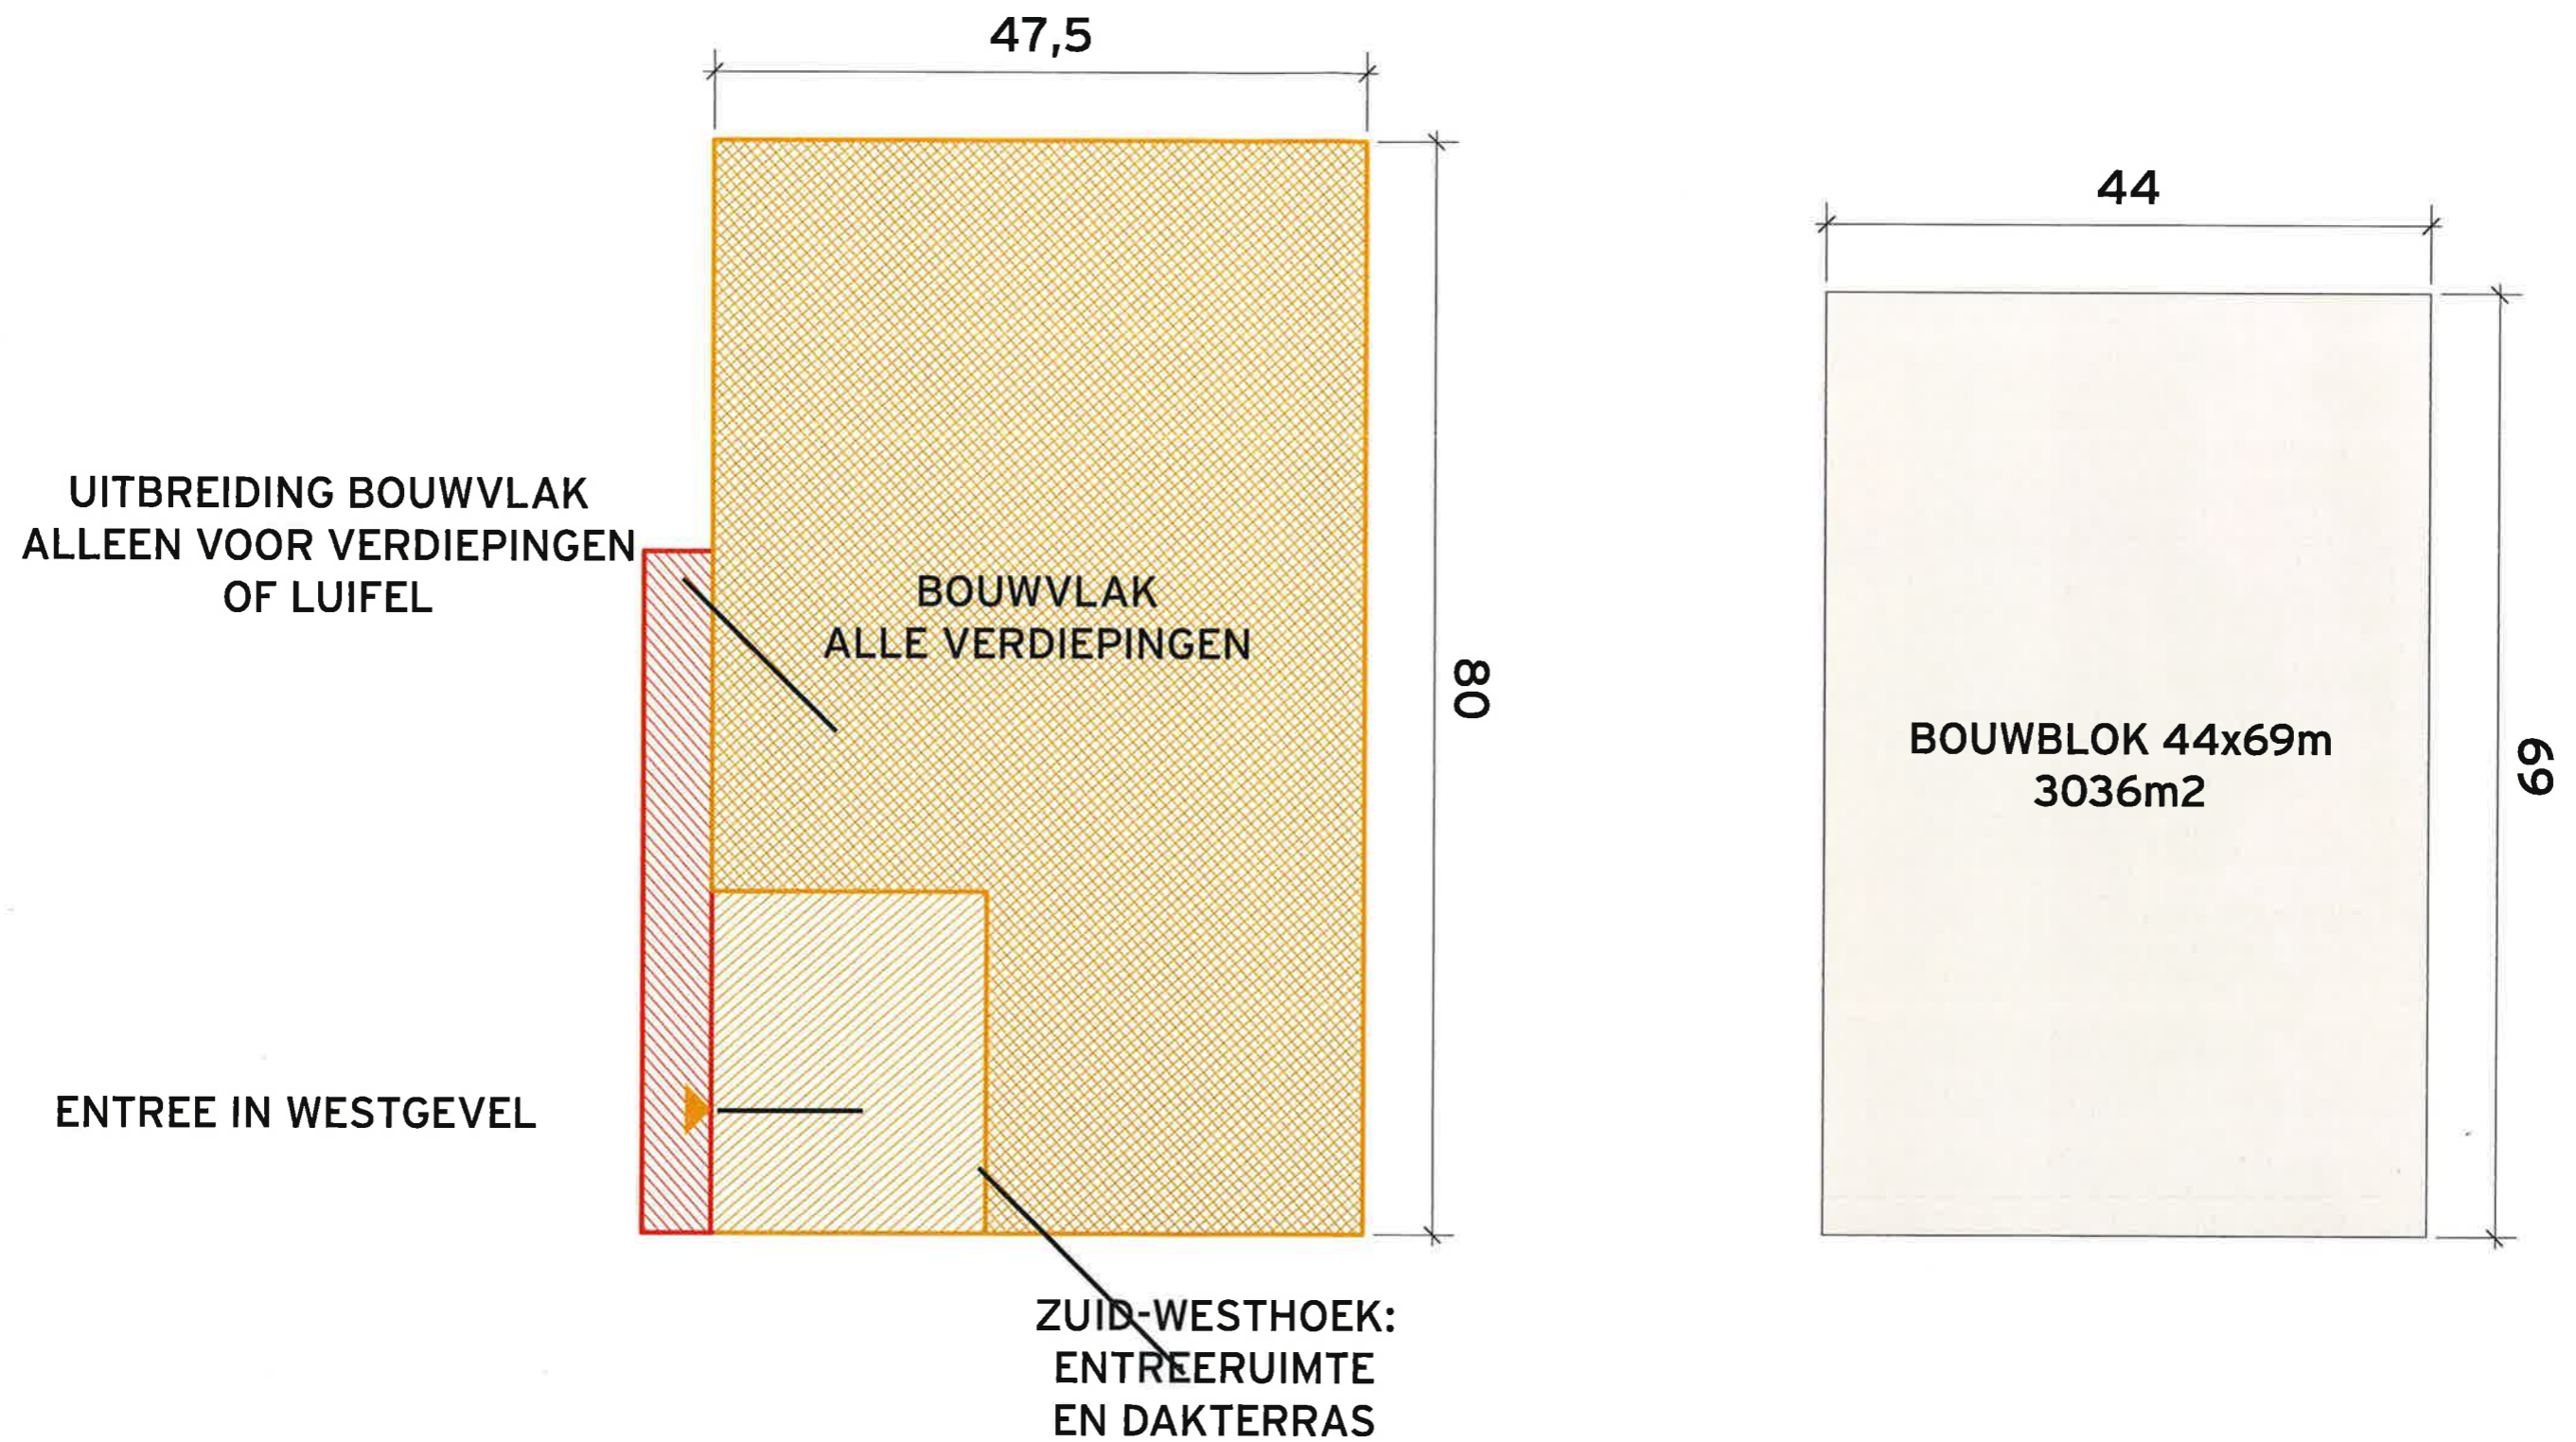 47,5
44
UITBREIDING BOUWVLAK
ALLEEN VOOR VERDIEPINGEN
OF LUIFEL
BOUWVLAK
ALLE VERDIEPINGEN
80
BOUWBLOK 44x69m
3036m2
69
ENTREE IN WESTGEVEL
ZUID-WESTHOEK:
ENTREERUIMTE
EN DAKTERRAS